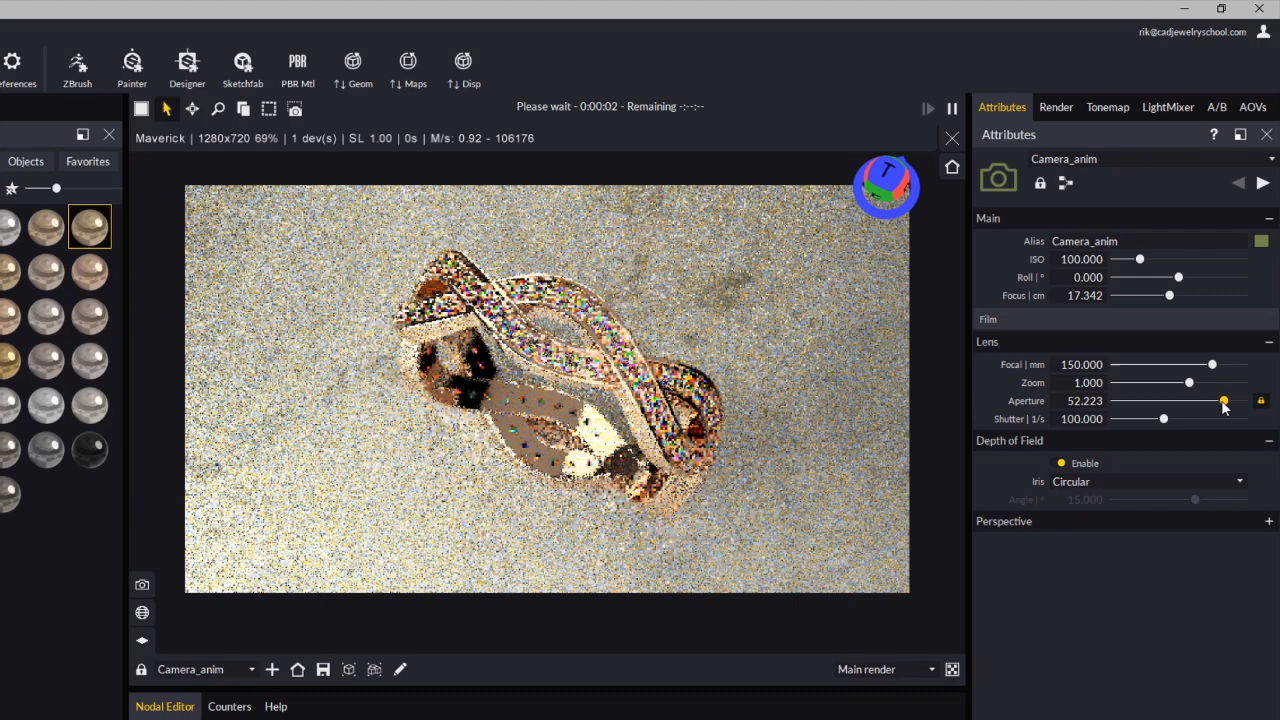 rik@cadjewelryschool.com
eferences
ZBrush
Painter
Designer
Sketchfab
PBR
PBR Mtl
↑↓ Geom
↑↓ Maps
↑↓ Disp
Please wait - 0:00:02 - Remaining -:--:--
Attributes Render Tonemap LightMixer A/B AOVs
Maverick | 1280x720 69% | 1 dev(s) | SL 1.00 | 0s | M/s: 0.92 - 106176
Objects Favorites
T
Attributes ?
Camera_anim
Main
Alias Camera_anim
ISO 100.000
Roll | ° 0.000
Focus | cm 17.342
Film
Lens
Focal | mm 150.000
Zoom 1.000
Aperture 52.223
Shutter | 1/s 100.000
Depth of Field
Enable
Iris Circular
Angle | ° 15.000
Perspective
Camera_anim
Main render
Nodal Editor Counters Help